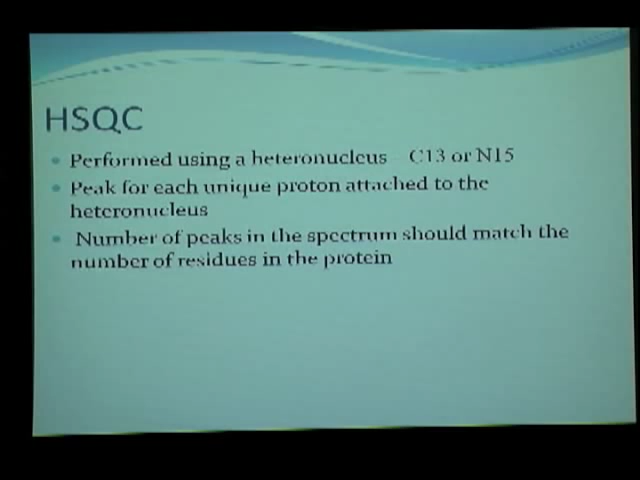 HSQC
• Performed using a heteronucleus – C13 or N15
• Peak for each unique proton attached to the
heteronucleus
• Number of peaks in the spectrum should match the
number of residues in the protein